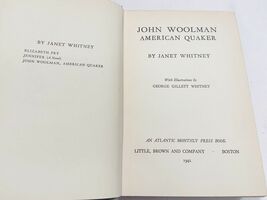 BY JANET WHITNEY
ELIZABETH FRY
JENNIFER (A Novel)
JOHN WOOLMAN, AMERICAN QUAKER
JOHN WOOLMAN
AMERICAN QUAKER
BY JANET WHITNEY
With Illustrations by
GEORGE GILLETT WHITNEY
AN ATLANTIC MONTHLY PRESS BOOK
LITTLE, BROWN AND COMPANY · BOSTON
1942